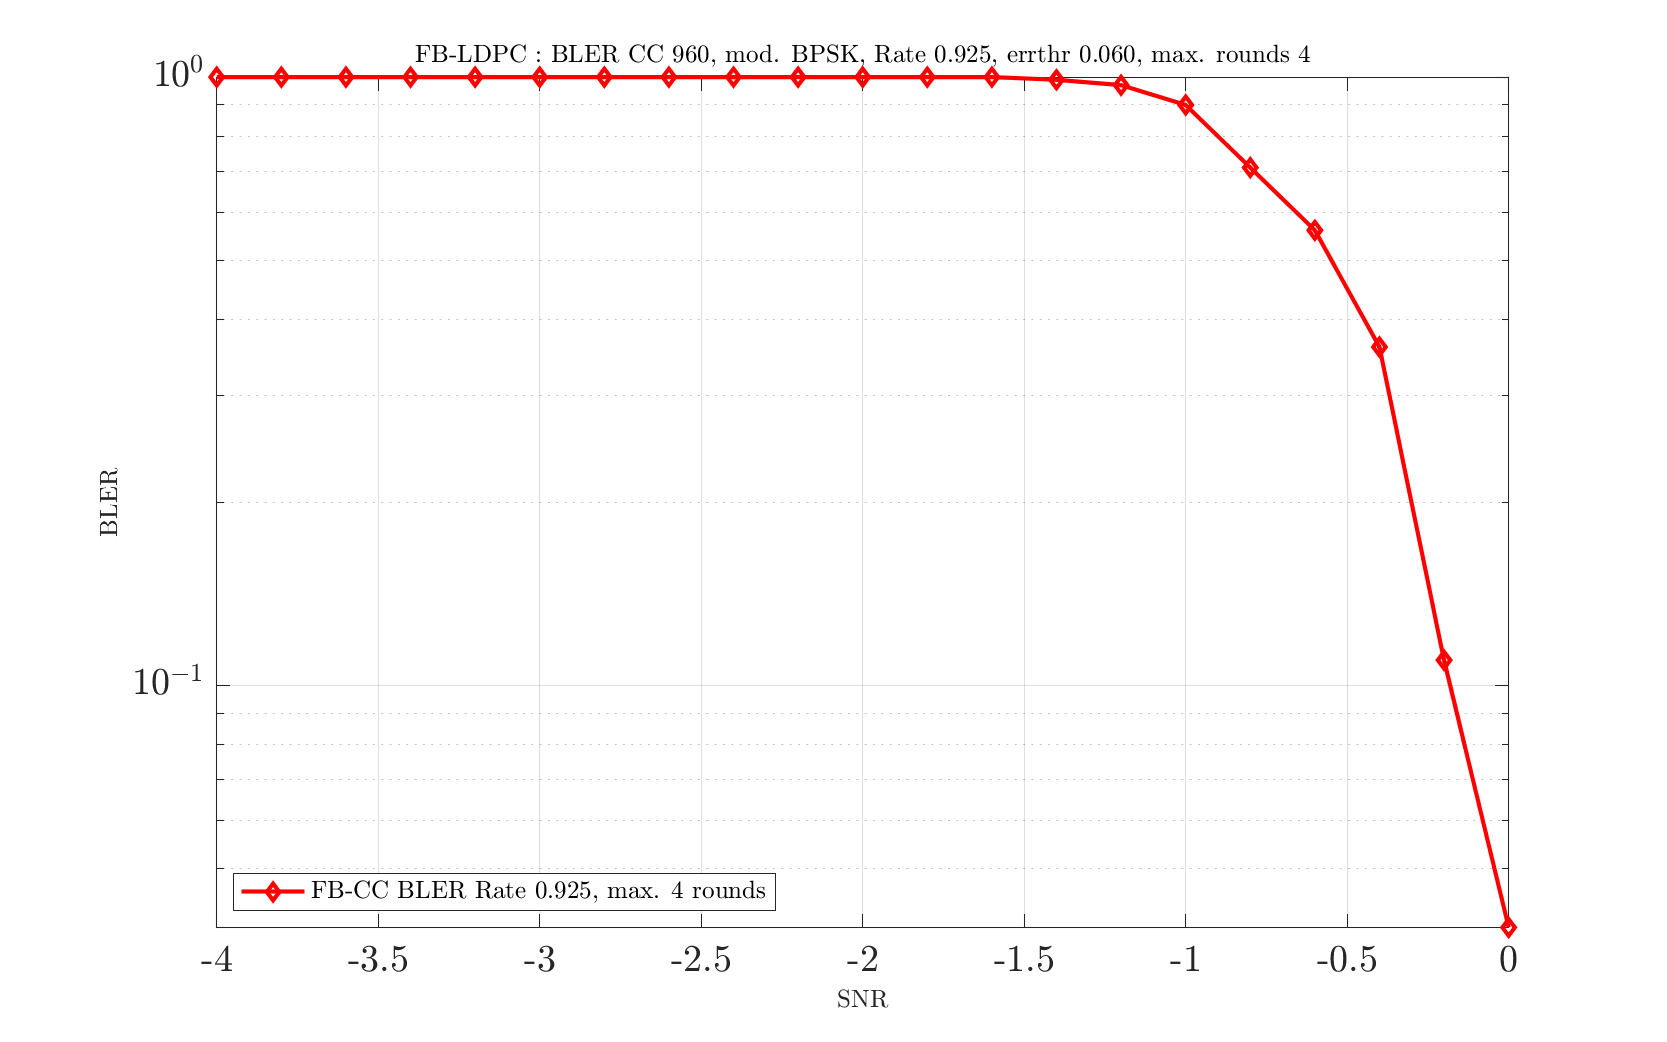 FB-LDPC : BLER CC 960, mod. BPSK, Rate 0.925, errthr 0.060, max. rounds 4
10⁰
BLER
10⁻¹
FB-CC BLER Rate 0.925, max. 4 rounds
-4 -3.5 -3 -2.5 -2 -1.5 -1 -0.5 0
SNR